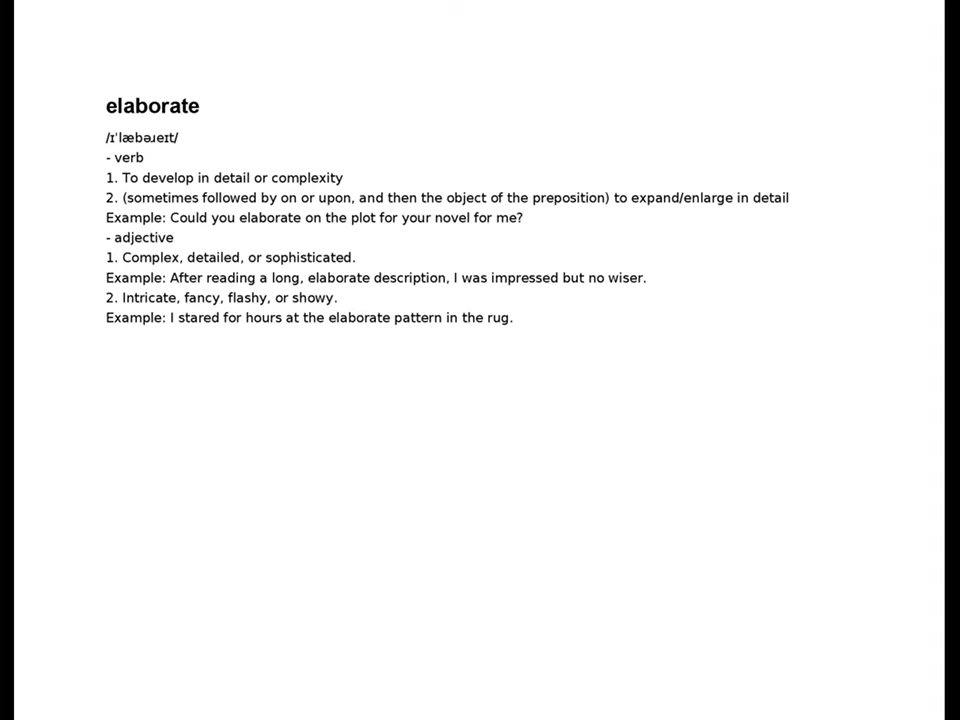 elaborate
/ɪˈlæbəɹeɪt/
- verb
1. To develop in detail or complexity
2. (sometimes followed by on or upon, and then the object of the preposition) to expand/enlarge in detail
Example: Could you elaborate on the plot for your novel for me?
- adjective
1. Complex, detailed, or sophisticated.
Example: After reading a long, elaborate description, I was impressed but no wiser.
2. Intricate, fancy, flashy, or showy.
Example: I stared for hours at the elaborate pattern in the rug.